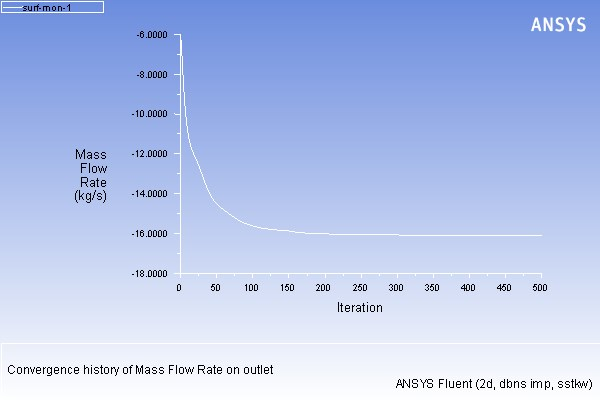 surf-mon-1
ANSYS
-6.0000
-8.0000
-10.0000
-12.0000
-14.0000
-16.0000
-18.0000
Mass
Flow
Rate
(kg/s)
0 50 100 150 200 250 300 350 400 450 500
Iteration
Convergence history of Mass Flow Rate on outlet
ANSYS Fluent (2d, dbns imp, sstkw)